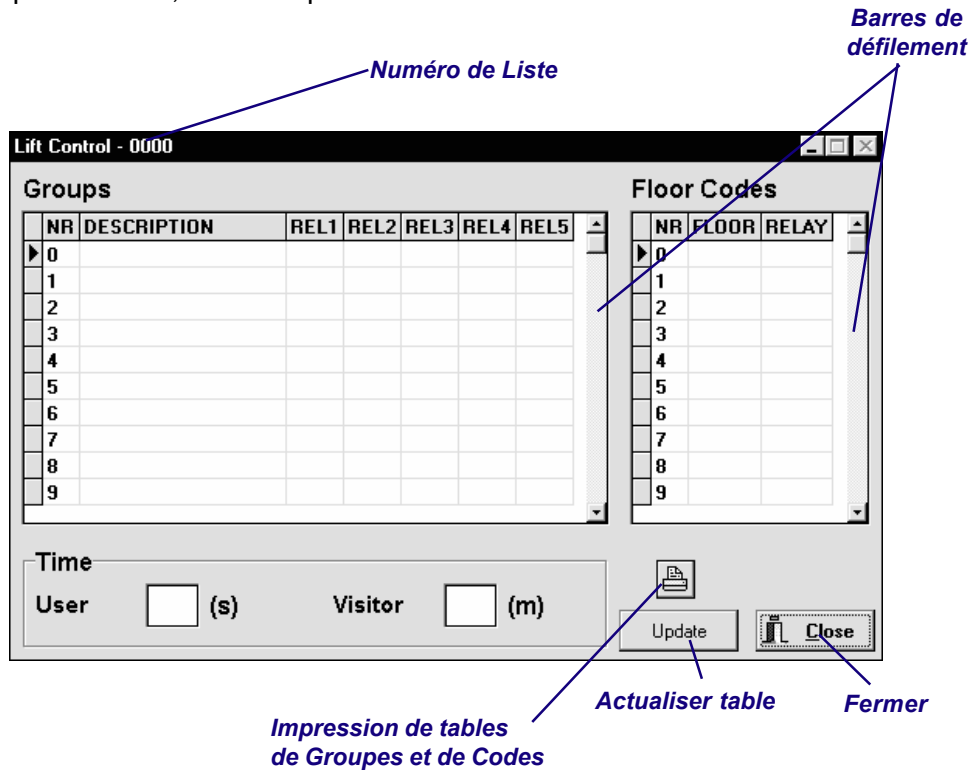 Barres de
défilement
Numéro de Liste
Lift Control - 0000
Groups
NR DESCRIPTION REL1 REL2 REL3 REL4 REL5
0
1
2
3
4
5
6
7
8
9
Floor Codes
NR FLOOR RELAY
0
1
2
3
4
5
6
7
8
9
Time
User (s) Visitor (m)
Update Close
Actualiser table
Fermer
Impression de tables
de Groupes et de Codes